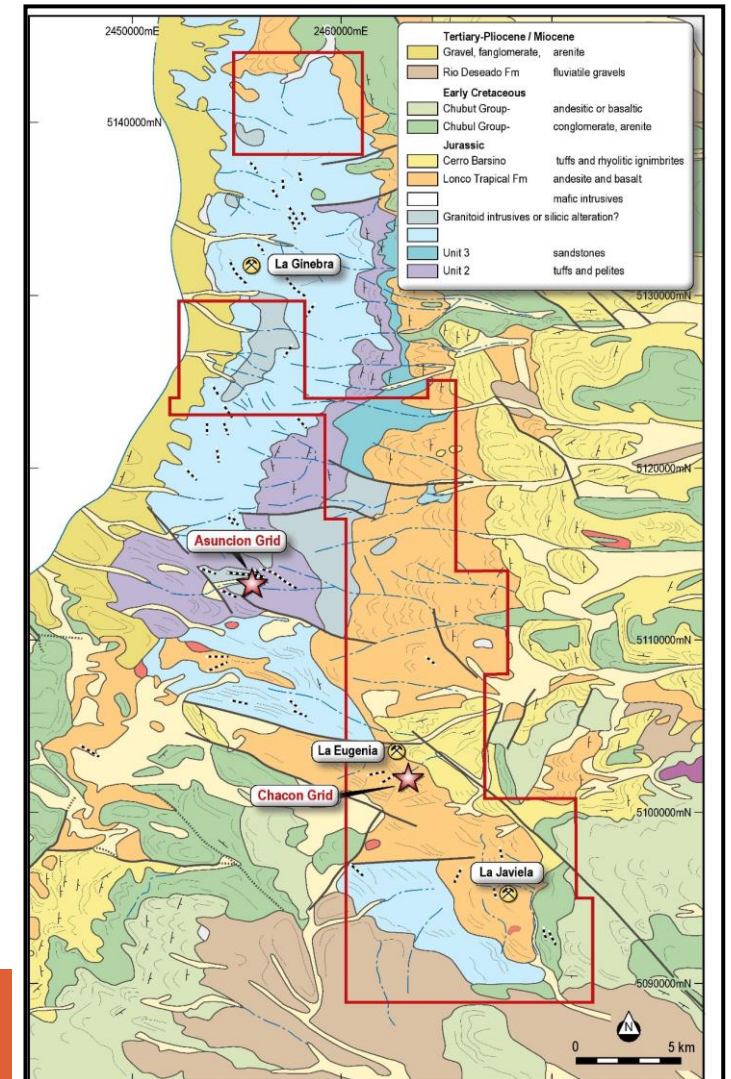 2450000mE
2460000mE
Tertiary-Pliocene / Miocene
Gravel, fanglomerate, arenite
Rio Deseado Fm fluviatile gravels
Early Cretaceous
Chubut Group- andesitic or basaltic
Chubul Group- conglomerate, arenite
Jurassic
Cerro Barsino tuffs and rhyolitic ignimbrites
Lonco Trapical Fm andesite and basalt
mafic intrusives
Granitoid intrusives or silicic alteration?
Unit 3 sandstones
Unit 2 tuffs and pelites
5140000mN
La Ginebra
5130000mN
5120000mN
Asuncion Grid
5110000mN
La Eugenia
Chacon Grid
5100000mN
La Javiela
5090000mN
N
0 5 km